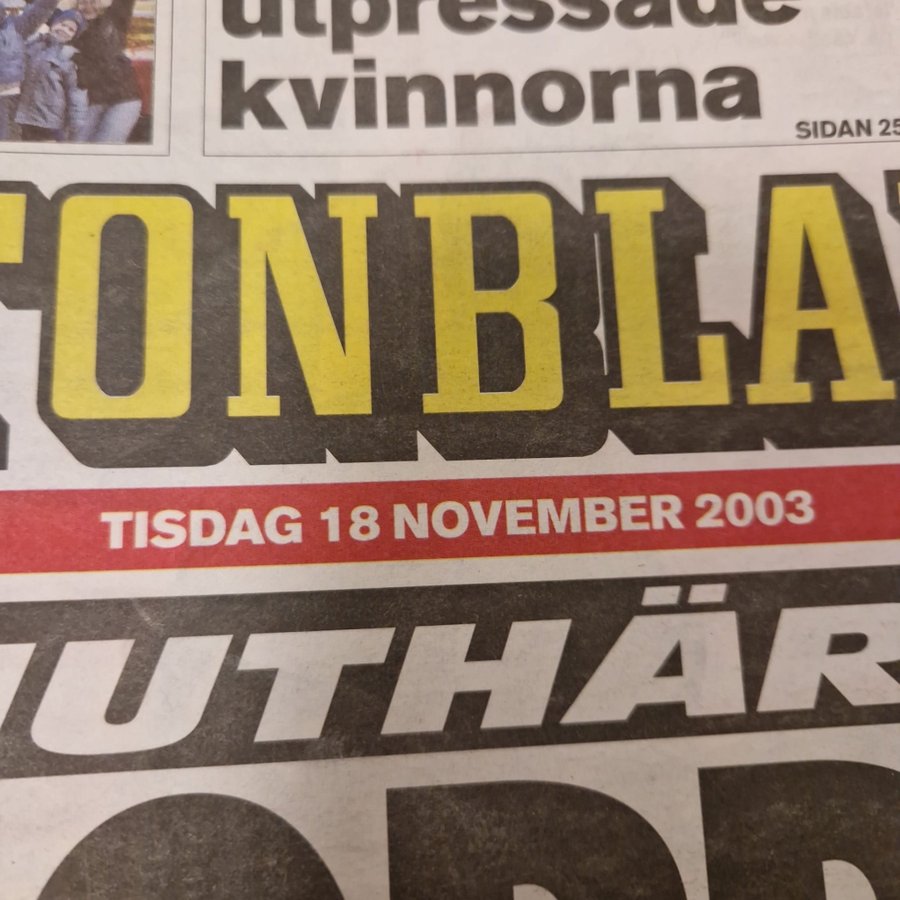 utpressade
kvinnorna
SIDAN 25
TONBLA
TISDAG 18 NOVEMBER 2003
UTHÄR